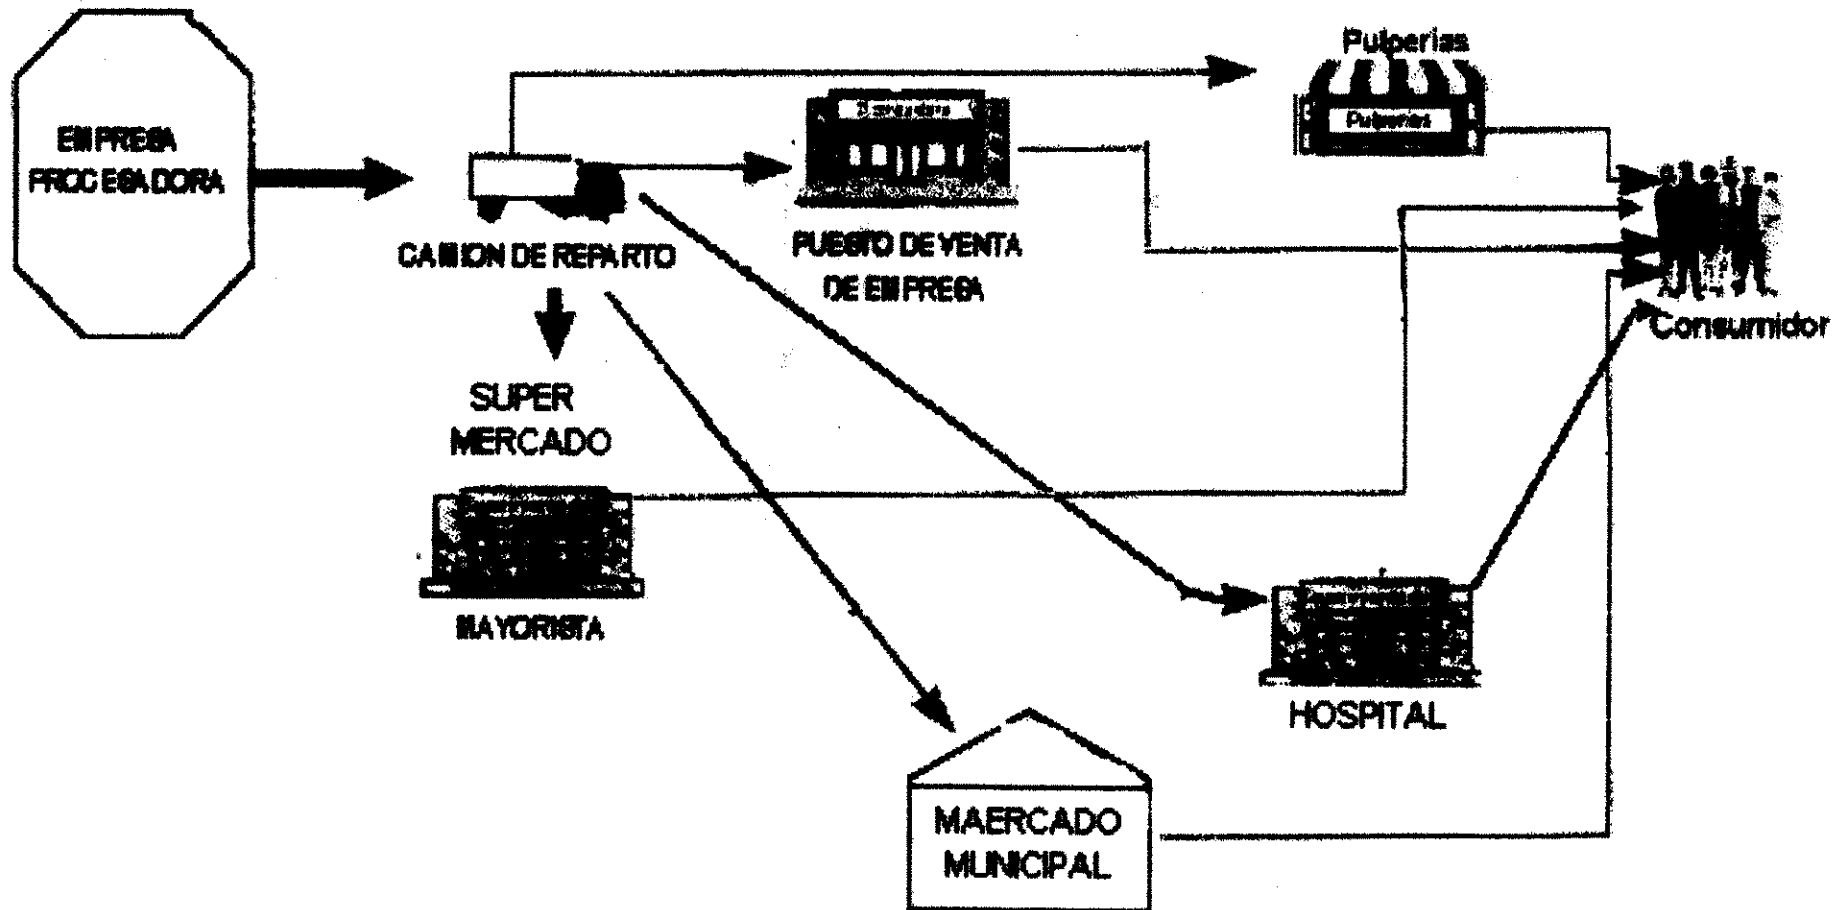 Pulperias
EMPRESA
PROCESADORA
Pulperias
CAMION DE REPARTO
PUESTO DE VENTA
DE EMPRESA
Consumidor
SUPER
MERCADO
MAYORISTA
HOSPITAL
MAERCADO
MUNICIPAL